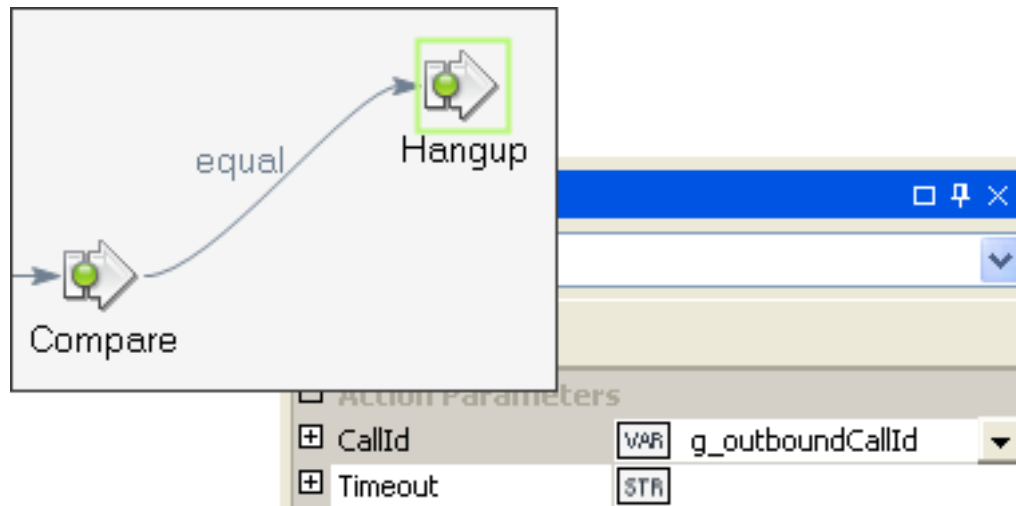 Hangup
equal
Compare
Action Parameters
CallId VAR g_outboundCallId
Timeout STR